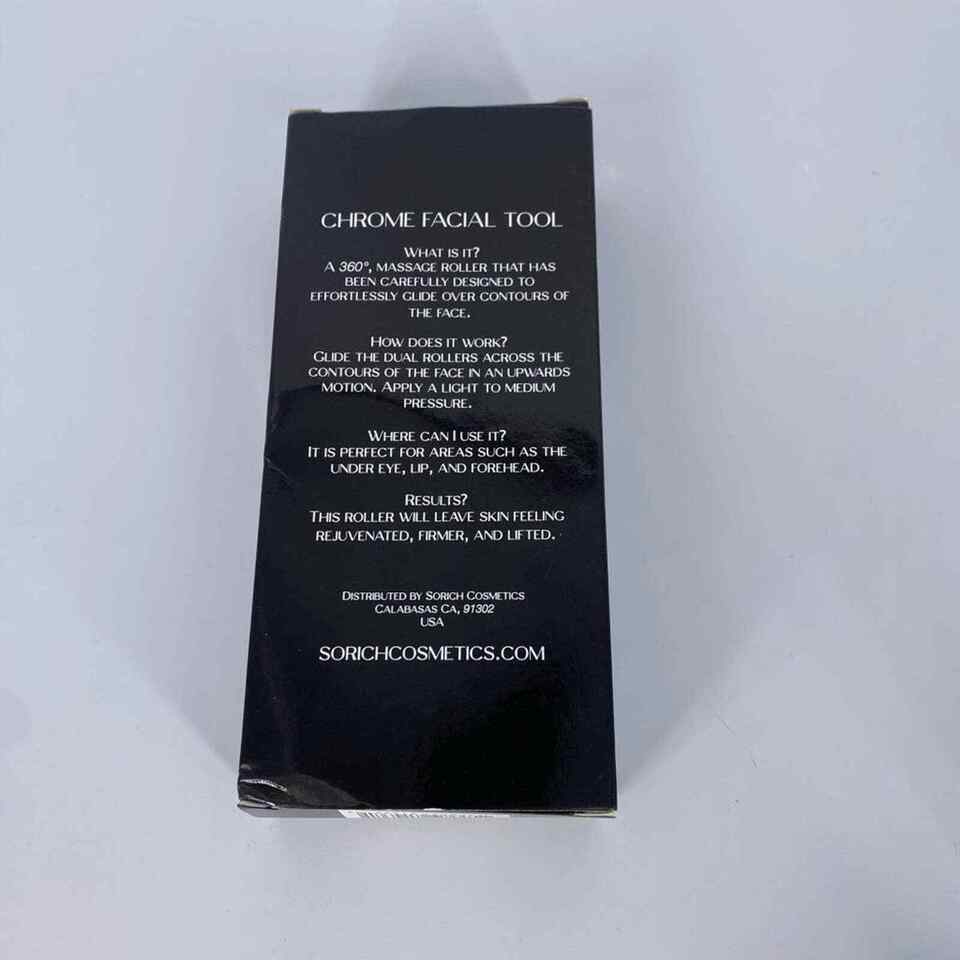 CHROME FACIAL TOOL
WHAT IS IT?
A 360°, MASSAGE ROLLER THAT HAS
BEEN CAREFULLY DESIGNED TO
EFFORTLESSLY GLIDE OVER CONTOURS OF
THE FACE.
HOW DOES IT WORK?
GLIDE THE DUAL ROLLERS ACROSS THE
CONTOURS OF THE FACE IN AN UPWARDS
MOTION. APPLY A LIGHT TO MEDIUM
PRESSURE.
WHERE CAN I USE IT?
IT IS PERFECT FOR AREAS SUCH AS THE
UNDER EYE, LIP, AND FOREHEAD.
RESULTS?
THIS ROLLER WILL LEAVE SKIN FEELING
REJUVENATED, FIRMER, AND LIFTED.
DISTRIBUTED BY SORICH COSMETICS
CALABASAS CA, 91302
USA
SORICHCOSMETICS.COM